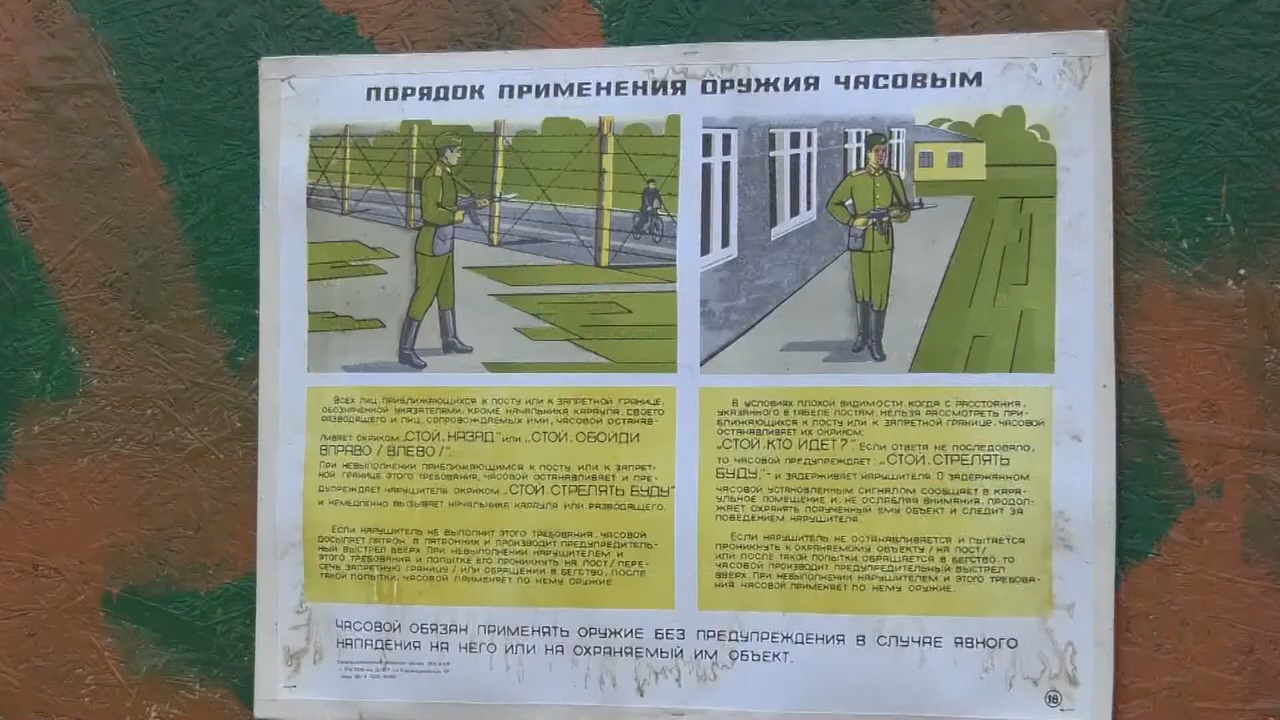 ПОРЯДОК ПРИМЕНЕНИЯ ОРУЖИЯ ЧАСОВЫМ
ВСЕХ ЛИЦ, ПРИБЛИЖАЮЩИХСЯ К ПОСТУ ИЛИ К ЗАПРЕТНОЙ ГРАНИЦЕ,
ОБОЗНАЧЕННОЙ УКАЗАТЕЛЯМИ, КРОМЕ НАЧАЛЬНИКА КАРАУЛА, СВОЕГО
РАЗВОДЯЩЕГО И ЛИЦ, СОПРОВОЖДАЕМЫХ ИМИ, ЧАСОВОЙ ОСТАНАВ-
ЛИВАЕТ ОКРИКОМ „СТОЙ, НАЗАД" ИЛИ „СТОЙ, ОБОЙДИ
ВПРАВО / ВЛЕВО /".
ПРИ НЕВЫПОЛНЕНИИ ПРИБЛИЖАЮЩИМСЯ К ПОСТУ ИЛИ К ЗАПРЕТ-
НОЙ ГРАНИЦЕ ЭТОГО ТРЕБОВАНИЯ, ЧАСОВОЙ ОСТАНАВЛИВАЕТ И ПРЕ-
ДУПРЕЖДАЕТ НАРУШИТЕЛЯ ОКРИКОМ „СТОЙ, СТРЕЛЯТЬ БУДУ"
И НЕМЕДЛЕННО ВЫЗЫВАЕТ НАЧАЛЬНИКА КАРАУЛА ИЛИ РАЗВОДЯЩЕГО.
ЕСЛИ НАРУШИТЕЛЬ НЕ ВЫПОЛНИТ ЭТОГО ТРЕБОВАНИЯ, ЧАСОВОЙ
ДОСЫЛАЕТ ПАТРОН В ПАТРОННИК И ПРОИЗВОДИТ ПРЕДУПРЕДИТЕЛЬ-
НЫЙ ВЫСТРЕЛ ВВЕРХ. ПРИ НЕВЫПОЛНЕНИИ НАРУШИТЕЛЕМ И
ЭТОГО ТРЕБОВАНИЯ И ПОПЫТКЕ ЕГО ПРОНИКНУТЬ НА ПОСТ / ПЕРЕ-
СЕЧЬ ЗАПРЕТНУЮ ГРАНИЦУ / ИЛИ ОБРАЩЕНИИ В БЕГСТВО, ПОСЛЕ
ТАКОЙ ПОПЫТКИ, ЧАСОВОЙ ПРИМЕНЯЕТ ПО НЕМУ ОРУЖИЕ
В УСЛОВИЯХ ПЛОХОЙ ВИДИМОСТИ, КОГДА С РАССТОЯНИЯ,
УКАЗАННОГО В ТАБЕЛЕ ПОСТАМ, НЕЛЬЗЯ РАССМОТРЕТЬ ПРИ-
БЛИЖАЮЩИХСЯ К ПОСТУ ИЛИ К ЗАПРЕТНОЙ ГРАНИЦЕ, ЧАСОВОЙ
ОСТАНАВЛИВАЕТ ИХ ОКРИКОМ:
„СТОЙ, КТО ИДЕТ?". ЕСЛИ ОТВЕТА НЕ ПОСЛЕДОВАЛО,
ТО ЧАСОВОЙ ПРЕДУПРЕЖДАЕТ: „СТОЙ, СТРЕЛЯТЬ
БУДУ," - И ЗАДЕРЖИВАЕТ НАРУШИТЕЛЯ. О ЗАДЕРЖАННОМ
ЧАСОВОЙ УСТАНОВЛЕННЫМ СИГНАЛОМ СООБЩАЕТ В КАРА-
УЛЬНОЕ ПОМЕЩЕНИЕ И, НЕ ОСЛАБЛЯЯ ВНИМАНИЯ, ПРОДОЛ-
ЖАЕТ ОХРАНЯТЬ ПОРУЧЕННЫЙ ЕМУ ОБЪЕКТ И СЛЕДИТ ЗА
ПОВЕДЕНИЕМ НАРУШИТЕЛЯ.
ЕСЛИ НАРУШИТЕЛЬ НЕ ОСТАНАВЛИВАЕТСЯ И ПЫТАЕТСЯ
ПРОНИКНУТЬ К ОХРАНЯЕМОМУ ОБЪЕКТУ / НА ПОСТ/
ИЛИ ПОСЛЕ ТАКОЙ ПОПЫТКИ ОБРАЩАЕТСЯ В БЕГСТВО, ТО
ЧАСОВОЙ ПРОИЗВОДИТ ПРЕДУПРЕДИТЕЛЬНЫЙ ВЫСТРЕЛ
ВВЕРХ. ПРИ НЕВЫПОЛНЕНИИ НАРУШИТЕЛЕМ И ЭТОГО ТРЕБОВА-
НИЯ ЧАСОВОЙ ПРИМЕНЯЕТ ПО НЕМУ ОРУЖИЕ.
ЧАСОВОЙ ОБЯЗАН ПРИМЕНЯТЬ ОРУЖИЕ БЕЗ ПРЕДУПРЕЖДЕНИЯ В СЛУЧАЕ ЯВНОГО
НАПАДЕНИЯ НА НЕГО ИЛИ НА ОХРАНЯЕМЫЙ ИМ ОБЪЕКТ.
18